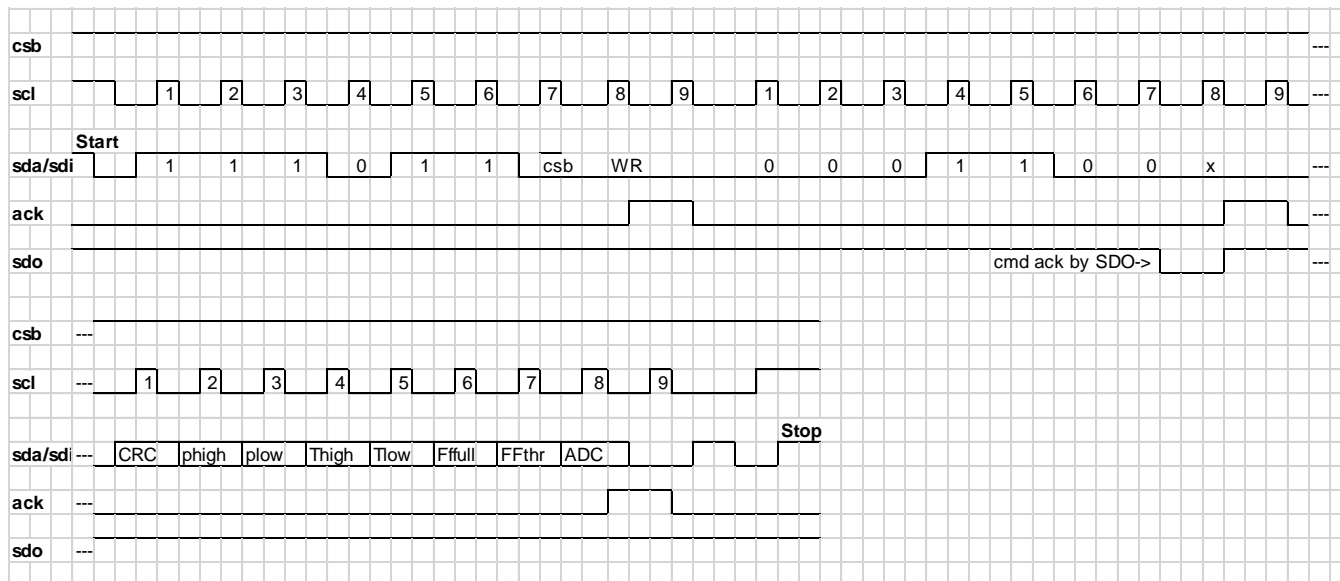 csb ---
scl 1 2 3 4 5 6 7 8 9 1 2 3 4 5 6 7 8 9 ---
Start
sda/sdi 1 1 1 0 1 1 csb WR 0 0 0 1 1 0 0 x ---
ack ---
sdo cmd ack by SDO-> ---
csb ---
scl --- 1 2 3 4 5 6 7 8 9
Stop
sda/sdi --- CRC phigh plow Thigh Tlow Fffull FFthr ADC
ack ---
sdo ---